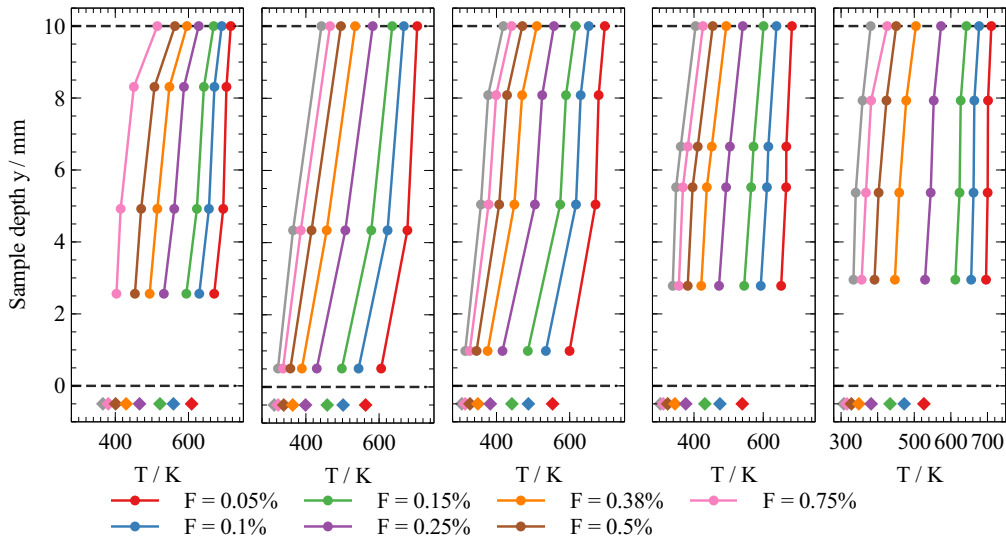 Sample depth y / mm
10
8
6
4
2
0
400 600
400 600
400 600
400 600
300 400 500 600 700
T / K
T / K
T / K
T / K
T / K
F = 0.05%
F = 0.15%
F = 0.38%
F = 0.75%
F = 0.1%
F = 0.25%
F = 0.5%